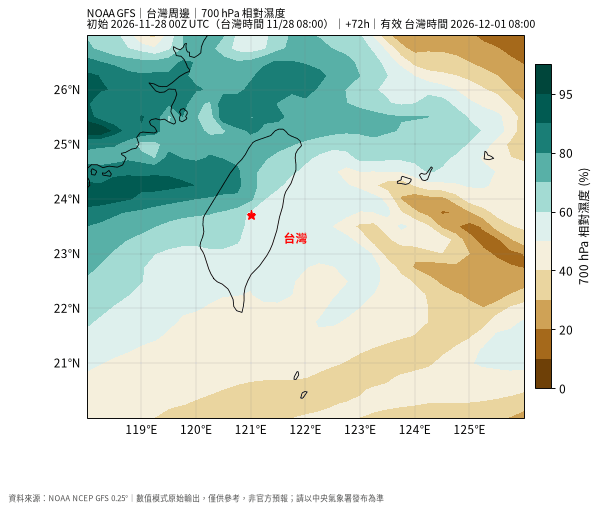 NOAA GFS｜台灣周邊｜700 hPa 相對濕度
初始 2026-11-28 00Z UTC（台灣時間 11/28 08:00）｜+72h｜有效 台灣時間 2026-12-01 08:00
26°N
25°N
24°N
23°N
22°N
21°N
119°E
120°E
121°E
122°E
123°E
124°E
125°E
台灣
95
80
60
40
20
0
700 hPa 相對濕度 (%)
資料來源：NOAA NCEP GFS 0.25°｜數值模式原始輸出，僅供參考，非官方預報；請以中央氣象署發布為準